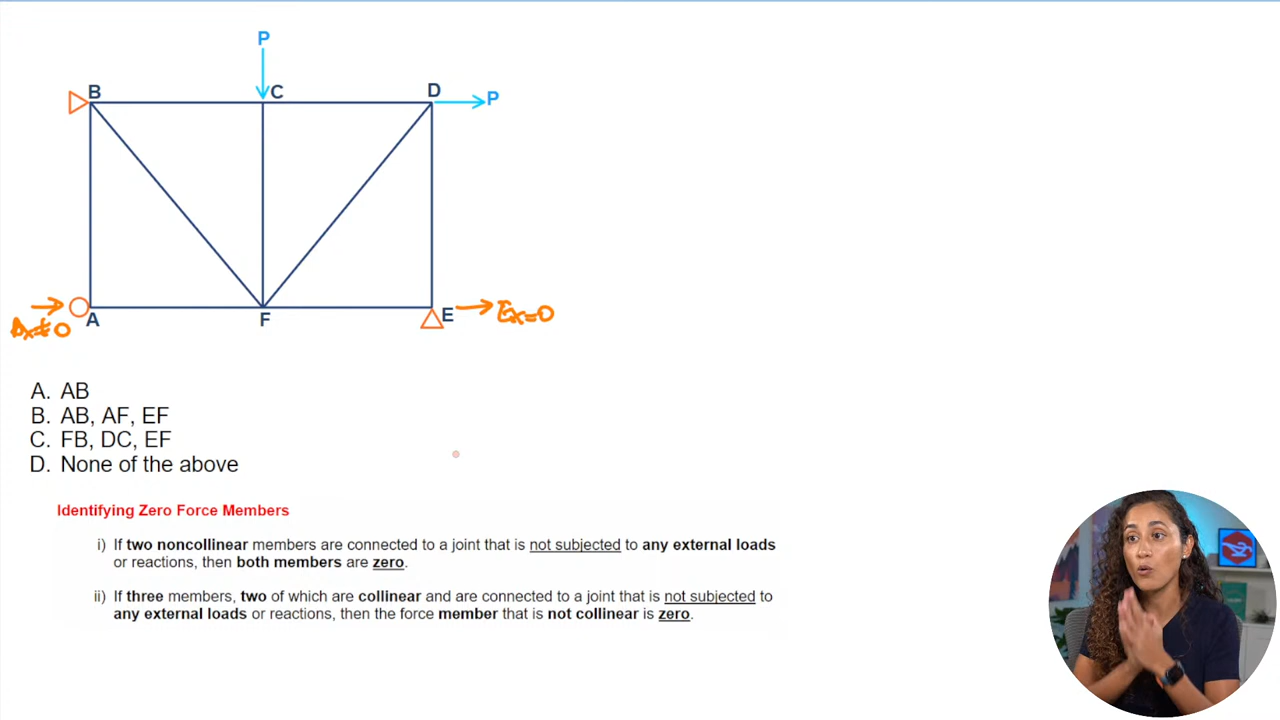 P
B
C
D
P
A
F
E
Ax≠0
Ex=0
A. AB
B. AB, AF, EF
C. FB, DC, EF
D. None of the above
Identifying Zero Force Members
i) If two noncollinear members are connected to a joint that is not subjected to any external loads
or reactions, then both members are zero.
ii) If three members, two of which are collinear and are connected to a joint that is not subjected to
any external loads or reactions, then the force member that is not collinear is zero.